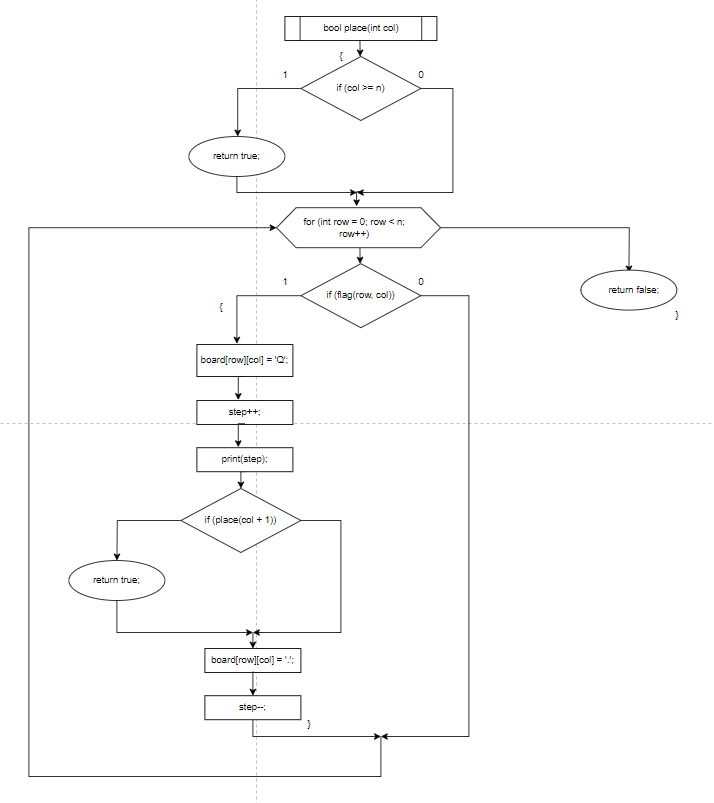 bool place(int col)
{
1
0
if (col >= n)
return true;
for (int row = 0; row < n;
row++)
1
0
if (flag(row, col))
return false;
{
}
board[row][col] = 'Q';
step++;
print(step);
if (place(col + 1))
return true;
board[row][col] = '.';
step--;
}